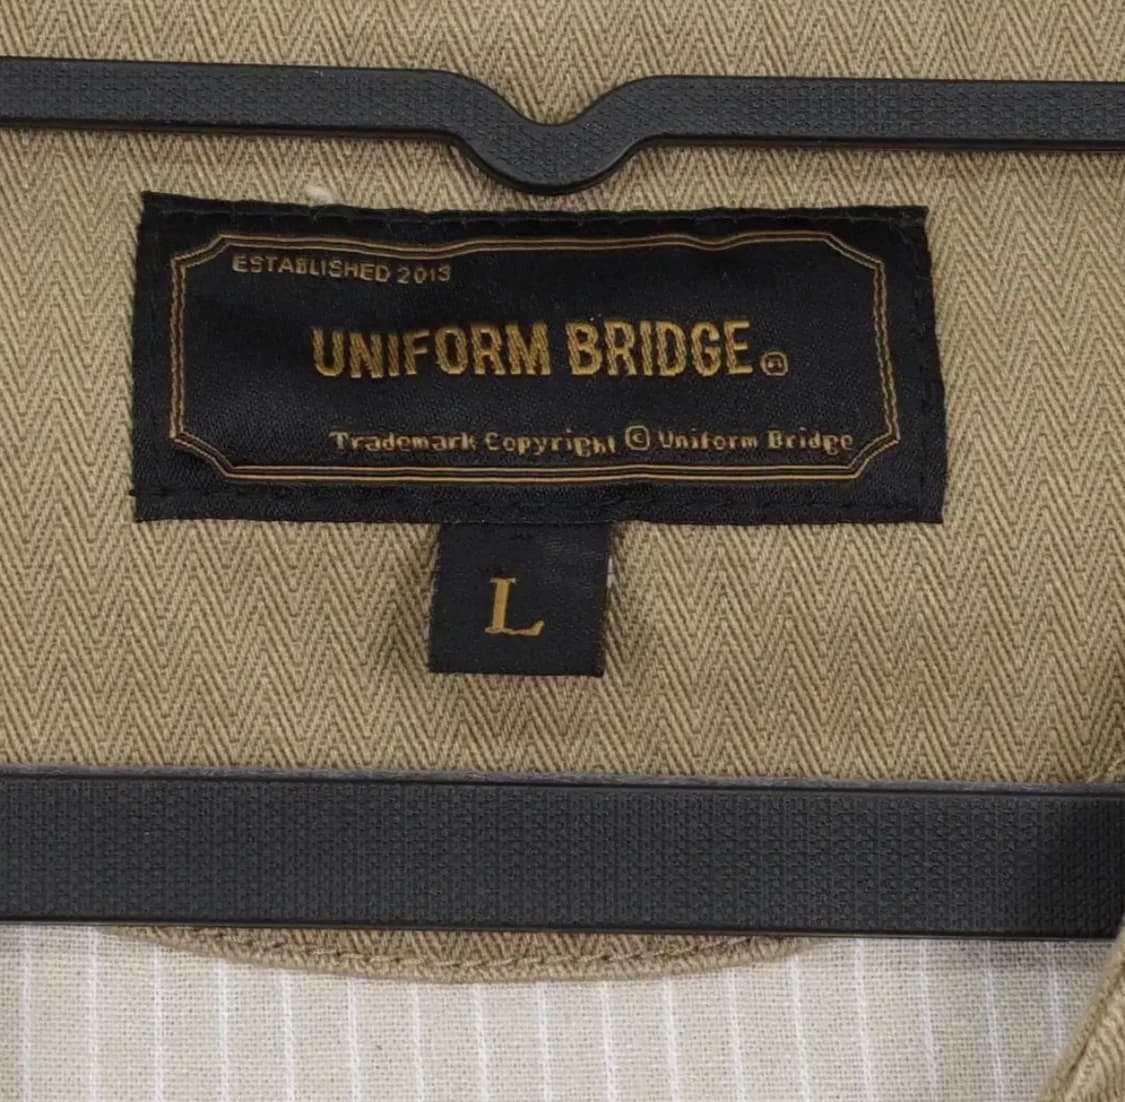 ESTABLISHED 2013
UNIFORM BRIDGE
Trademark Copyright © Uniform Bridge
L